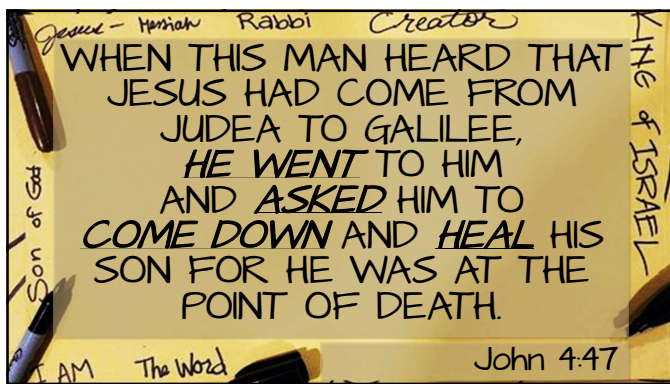 Jesus - Messiah Rabbi Creator
KING of ISRAEL
WHEN THIS MAN HEARD THAT
JESUS HAD COME FROM
JUDEA TO GALILEE,
HE WENT TO HIM
AND ASKED HIM TO
COME DOWN AND HEAL HIS
SON FOR HE WAS AT THE
POINT OF DEATH.
Son of God
John 4:47
I AM The Word